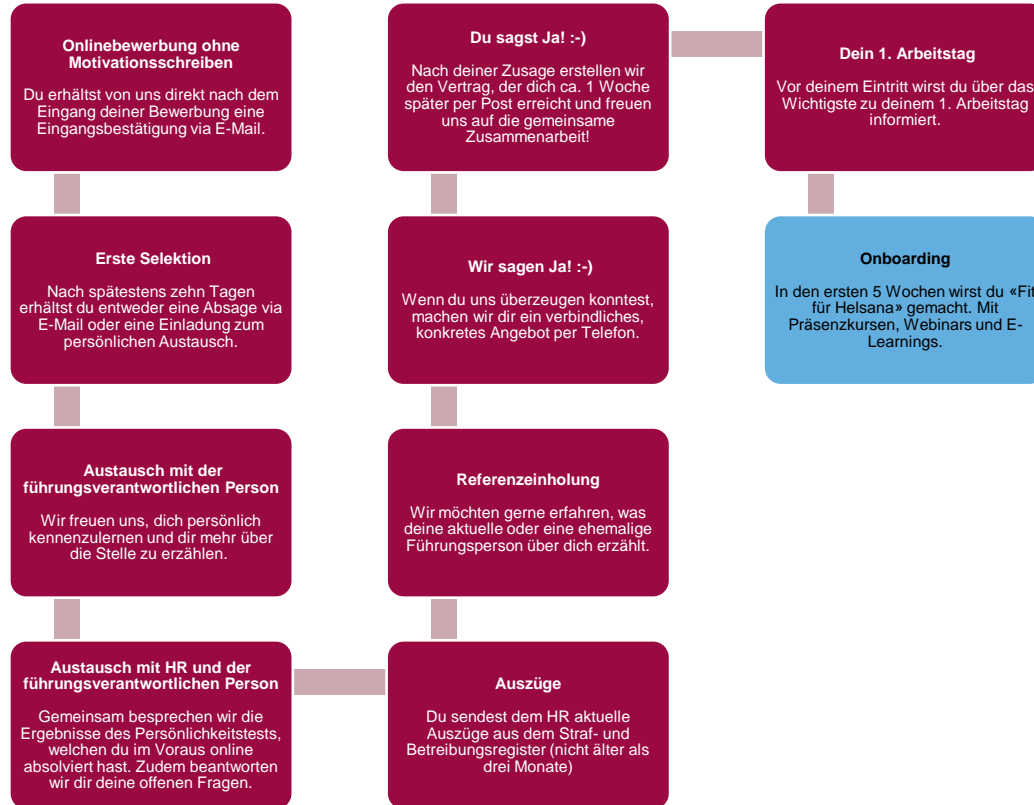 Onlinebewerbung ohne
Motivationsschreiben
Du erhältst von uns direkt nach dem
Eingang deiner Bewerbung eine
Eingangsbestätigung via E-Mail.
Erste Selektion
Nach spätestens zehn Tagen
erhältst du entweder eine Absage via
E-Mail oder eine Einladung zum
persönlichen Austausch.
Austausch mit der
führungsverantwortlichen Person
Wir freuen uns, dich persönlich
kennenzulernen und dir mehr über
die Stelle zu erzählen.
Austausch mit HR und der
führungsverantwortlichen Person
Gemeinsam besprechen wir die
Ergebnisse des Persönlichkeitstests,
welchen du im Voraus online
absolviert hast. Zudem beantworten
wir dir deine offenen Fragen.
Auszüge
Du sendest dem HR aktuelle
Auszüge aus dem Straf- und
Betreibungsregister (nicht älter als
drei Monate)
Referenzeinholung
Wir möchten gerne erfahren, was
deine aktuelle oder eine ehemalige
Führungsperson über dich erzählt.
Wir sagen Ja! :-)
Wenn du uns überzeugen konntest,
machen wir dir ein verbindliches,
konkretes Angebot per Telefon.
Du sagst Ja! :-)
Nach deiner Zusage erstellen wir
den Vertrag, der dich ca. 1 Woche
später per Post erreicht und freuen
uns auf die gemeinsame
Zusammenarbeit!
Dein 1. Arbeitstag
Vor deinem Eintritt wirst du über das
Wichtigste zu deinem 1. Arbeitstag
informiert.
Onboarding
In den ersten 5 Wochen wirst du «Fit
für Helsana» gemacht. Mit
Präsenzkursen, Webinars und E-
Learnings.